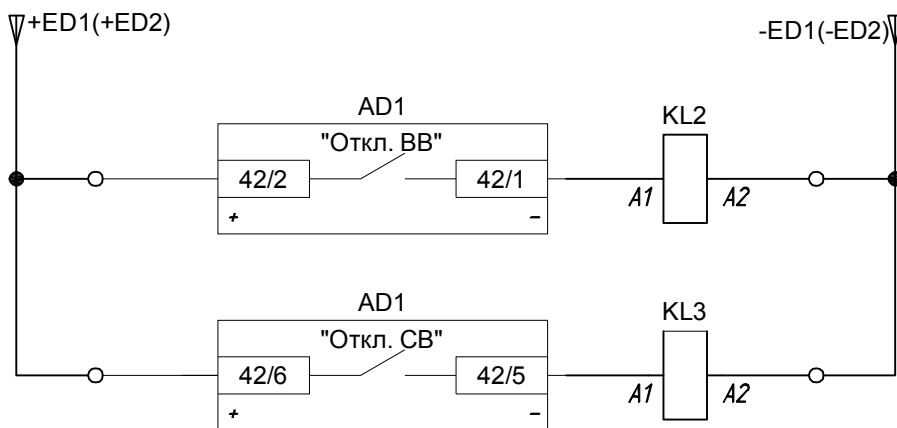 +ED1(+ED2) -ED1(-ED2)
AD1 KL2
"Откл. ВВ"
42/2 42/1
A1 A2
+ −
AD1 KL3
"Откл. СВ"
42/6 42/5
A1 A2
+ −